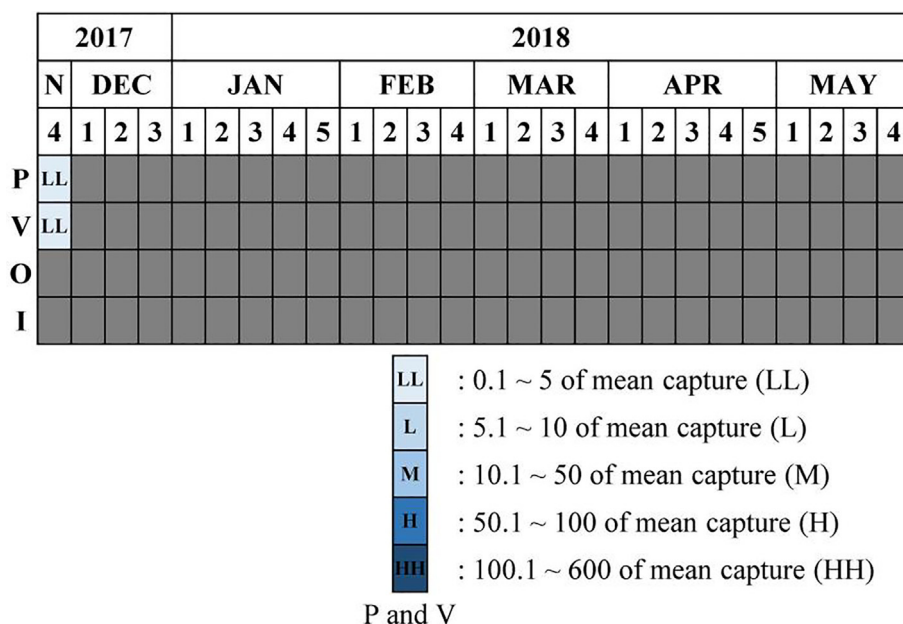 2017 2018
N DEC JAN FEB MAR APR MAY
4 1 2 3 1 2 3 4 5 1 2 3 4 1 2 3 4 1 2 3 4 5 1 2 3 4
P LL
V LL
O
I
LL : 0.1 ~ 5 of mean capture (LL)
L : 5.1 ~ 10 of mean capture (L)
M : 10.1 ~ 50 of mean capture (M)
H : 50.1 ~ 100 of mean capture (H)
HH : 100.1 ~ 600 of mean capture (HH)
P and V